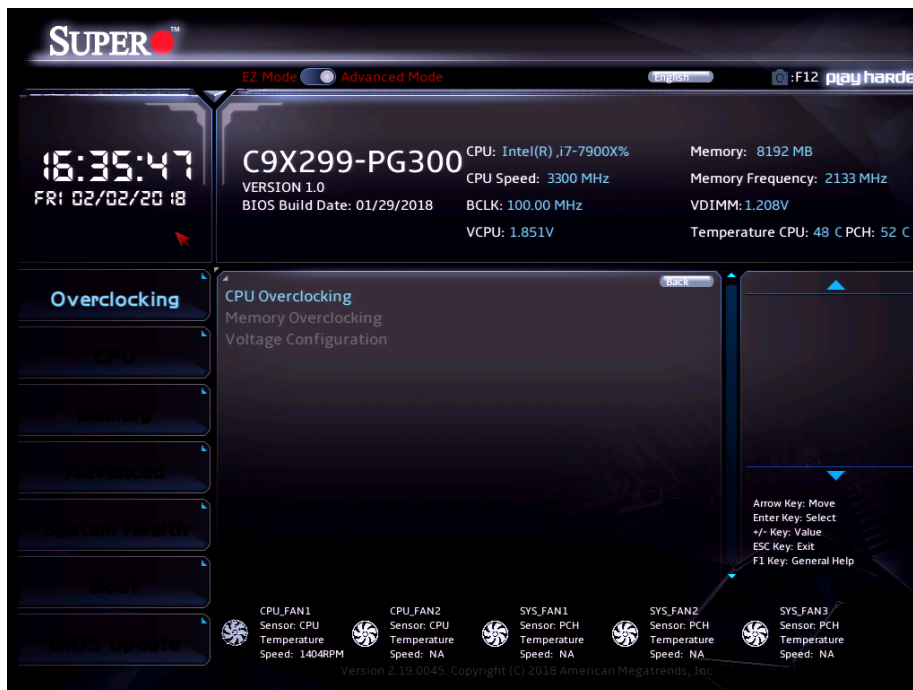 SUPER™
EZ Mode Advanced Mode
English
:F12 play harde
16:35:47
FRI 02/02/2018
C9X299-PG300
VERSION 1.0
BIOS Build Date: 01/29/2018
CPU: Intel(R) ,i7-7900X%
CPU Speed: 3300 MHz
BCLK: 100.00 MHz
VCPU: 1.851V
Memory: 8192 MB
Memory Frequency: 2133 MHz
VDIMM: 1.208V
Temperature CPU: 48 C PCH: 52 C
Overclocking
CPU
Memory
Advanced
System Health
Boot
BIOS Update
Back
CPU Overclocking
Memory Overclocking
Voltage Configuration
Arrow Key: Move
Enter Key: Select
+/- Key: Value
ESC Key: Exit
F1 Key: General Help
CPU_FAN1
Sensor: CPU
Temperature
Speed: 1404RPM
CPU_FAN2
Sensor: CPU
Temperature
Speed: NA
SYS_FAN1
Sensor: PCH
Temperature
Speed: NA
SYS_FAN2
Sensor: PCH
Temperature
Speed: NA
SYS_FAN3
Sensor: PCH
Temperature
Speed: NA
Version 2.19.0045. Copyright (C) 2018 American Megatrends, Inc.